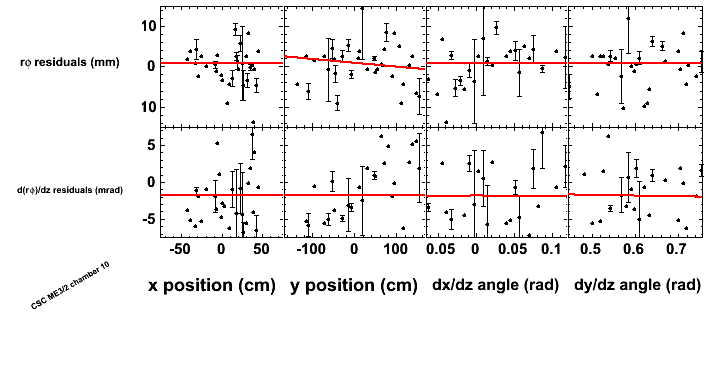 rφ residuals (mm)
10
0
10
d(rφ)/dz residuals (mrad)
5
0
-5
-50 0 50
-100 0 100
0.05 0 0.05 0.1
0.5 0.6 0.7
x position (cm) y position (cm) dx/dz angle (rad) dy/dz angle (rad)
CSC ME3/2 chamber 10